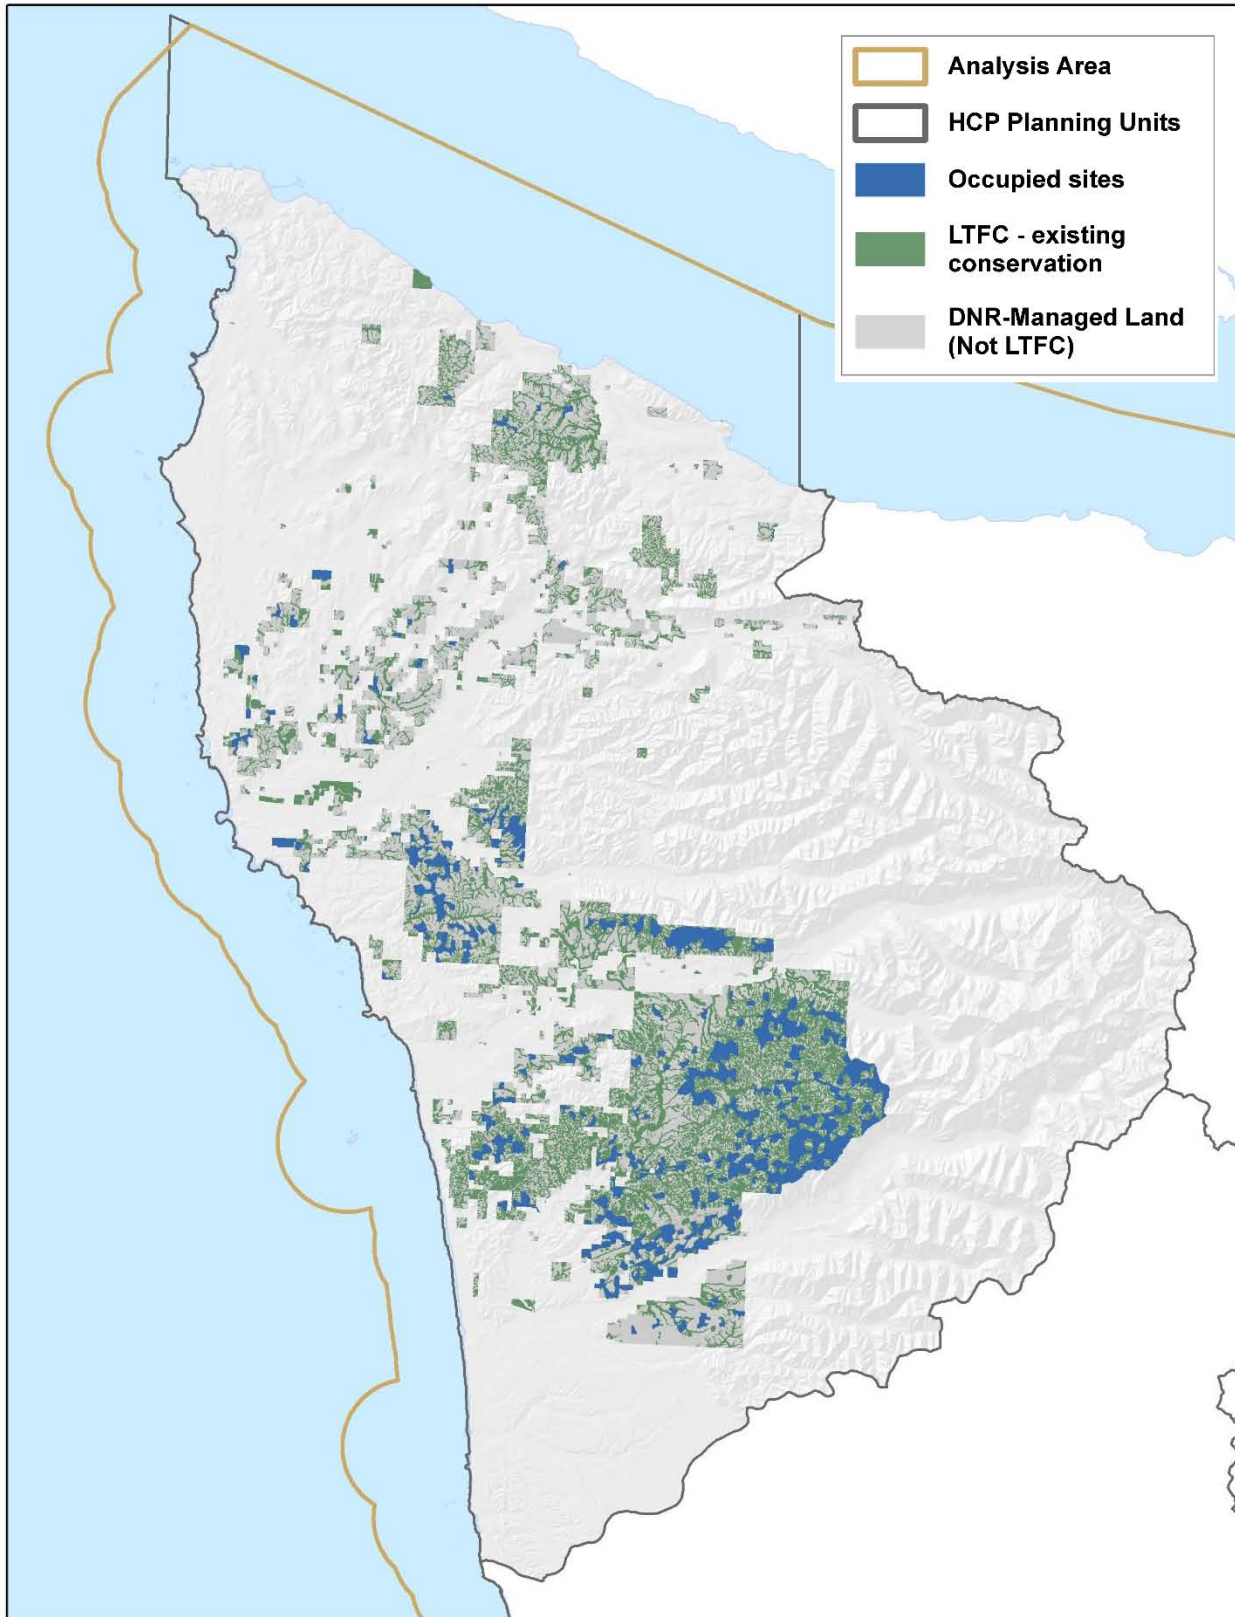 Analysis Area
HCP Planning Units
Occupied sites
LTFC - existing
conservation
DNR-Managed Land
(Not LTFC)